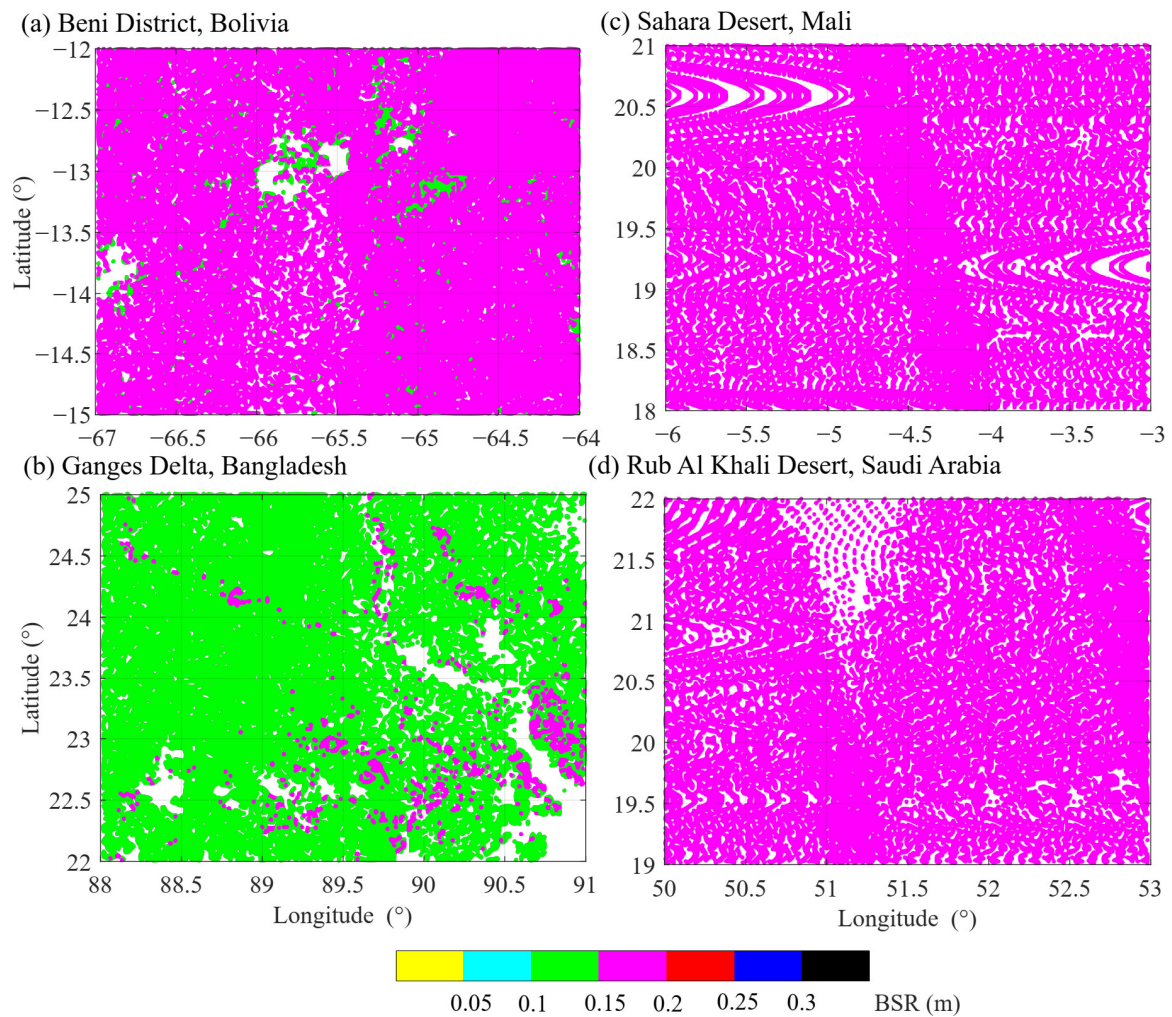 (a) Beni District, Bolivia
−12
−12.5
−13
−13.5
−14
−14.5
−15
Latitude (°)
−67 −66.5 −66 −65.5 −65 −64.5 −64
(c) Sahara Desert, Mali
21
20.5
20
19.5
19
18.5
18
−6 −5.5 −5 −4.5 −4 −3.5 −3
(b) Ganges Delta, Bangladesh
25
24.5
24
23.5
23
22.5
22
Latitude (°)
88 88.5 89 89.5 90 90.5 91
Longitude (°)
(d) Rub Al Khali Desert, Saudi Arabia
22
21.5
21
20.5
20
19.5
19
50 50.5 51 51.5 52 52.5 53
Longitude (°)
0.05 0.1 0.15 0.2 0.25 0.3 BSR (m)